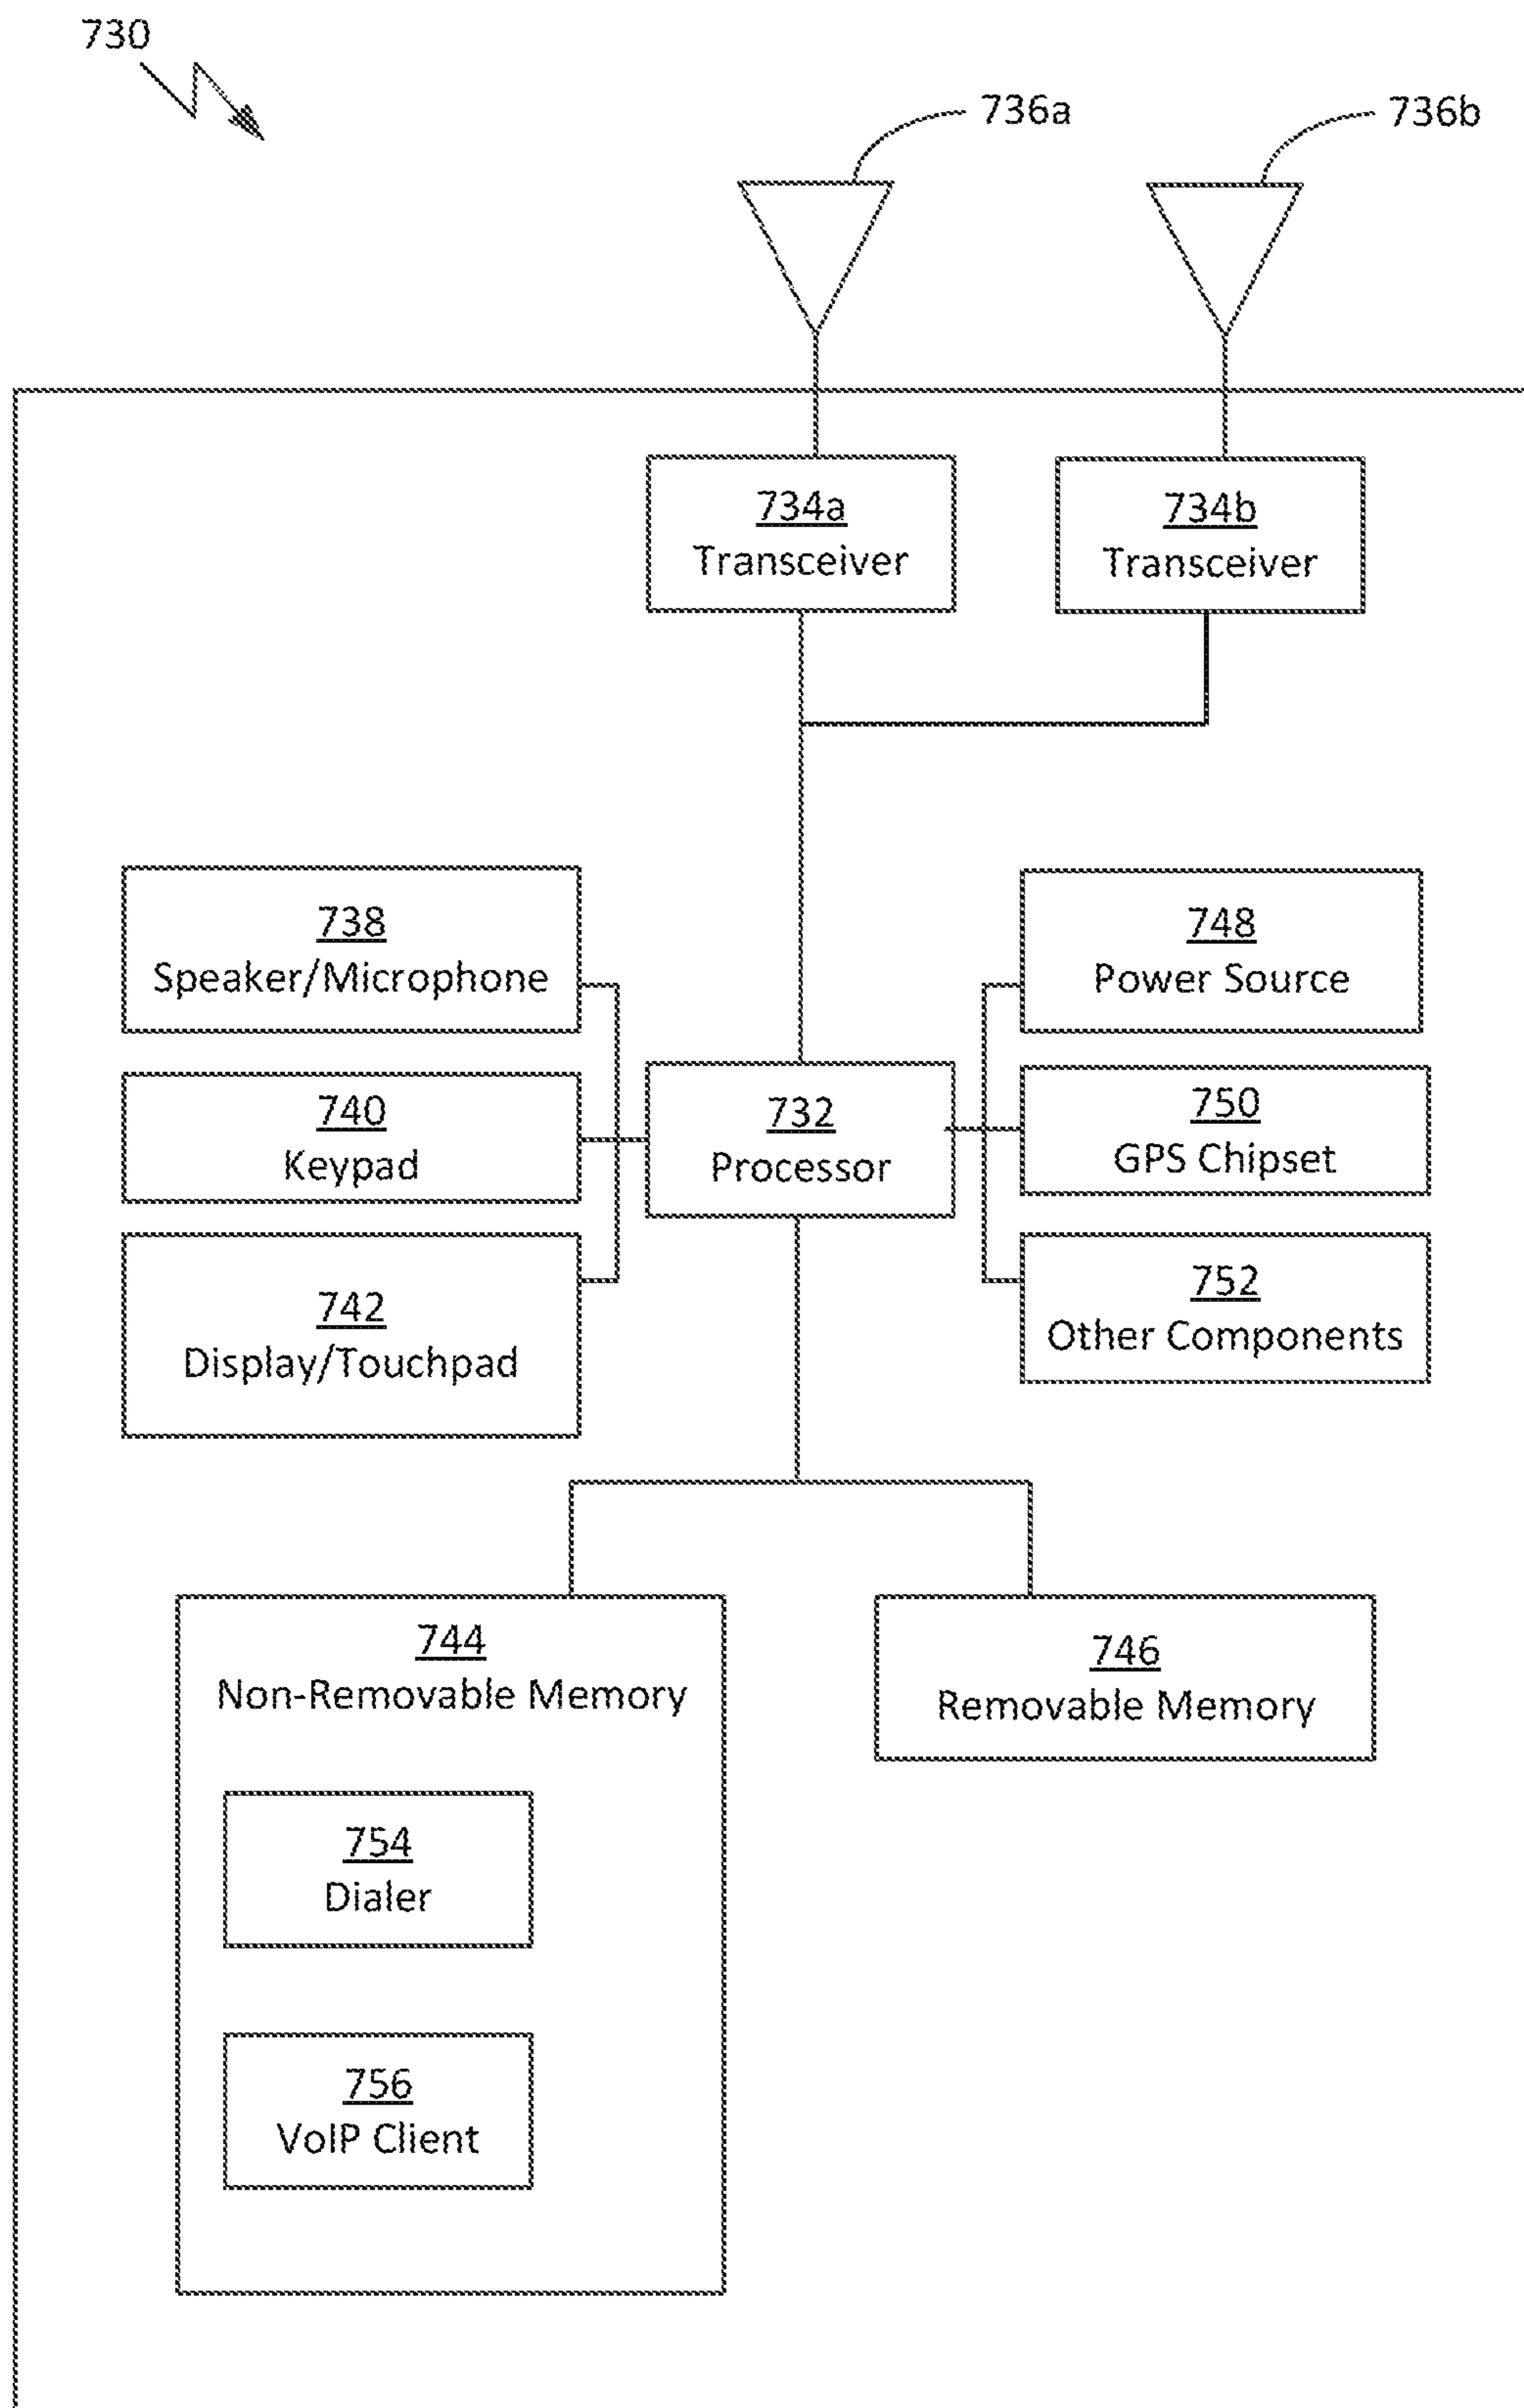 730
736a
736b
734a
Transceiver
734b
Transceiver
738
Speaker/Microphone
748
Power Source
740
Keypad
732
Processor
750
GPS Chipset
742
Display/Touchpad
752
Other Components
744
Non-Removable Memory
746
Removable Memory
754
Dialer
756
VoIP Client